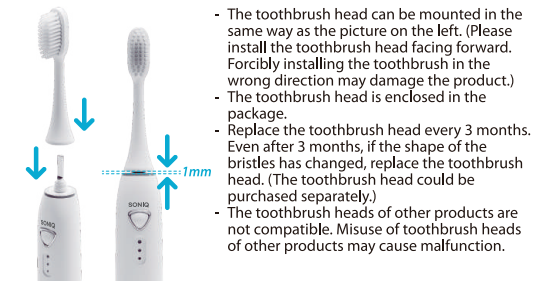 - The toothbrush head can be mounted in the
same way as the picture on the left. (Please
install the toothbrush head facing forward.
Forcibly installing the toothbrush in the
wrong direction may damage the product.)
- The toothbrush head is enclosed in the
package.
- Replace the toothbrush head every 3 months.
Even after 3 months, if the shape of the
bristles has changed, replace the toothbrush
head. (The toothbrush head could be
purchased separately.)
- The toothbrush heads of other products are
not compatible. Misuse of toothbrush heads
of other products may cause malfunction.
1mm
SONIQ
SONIQ